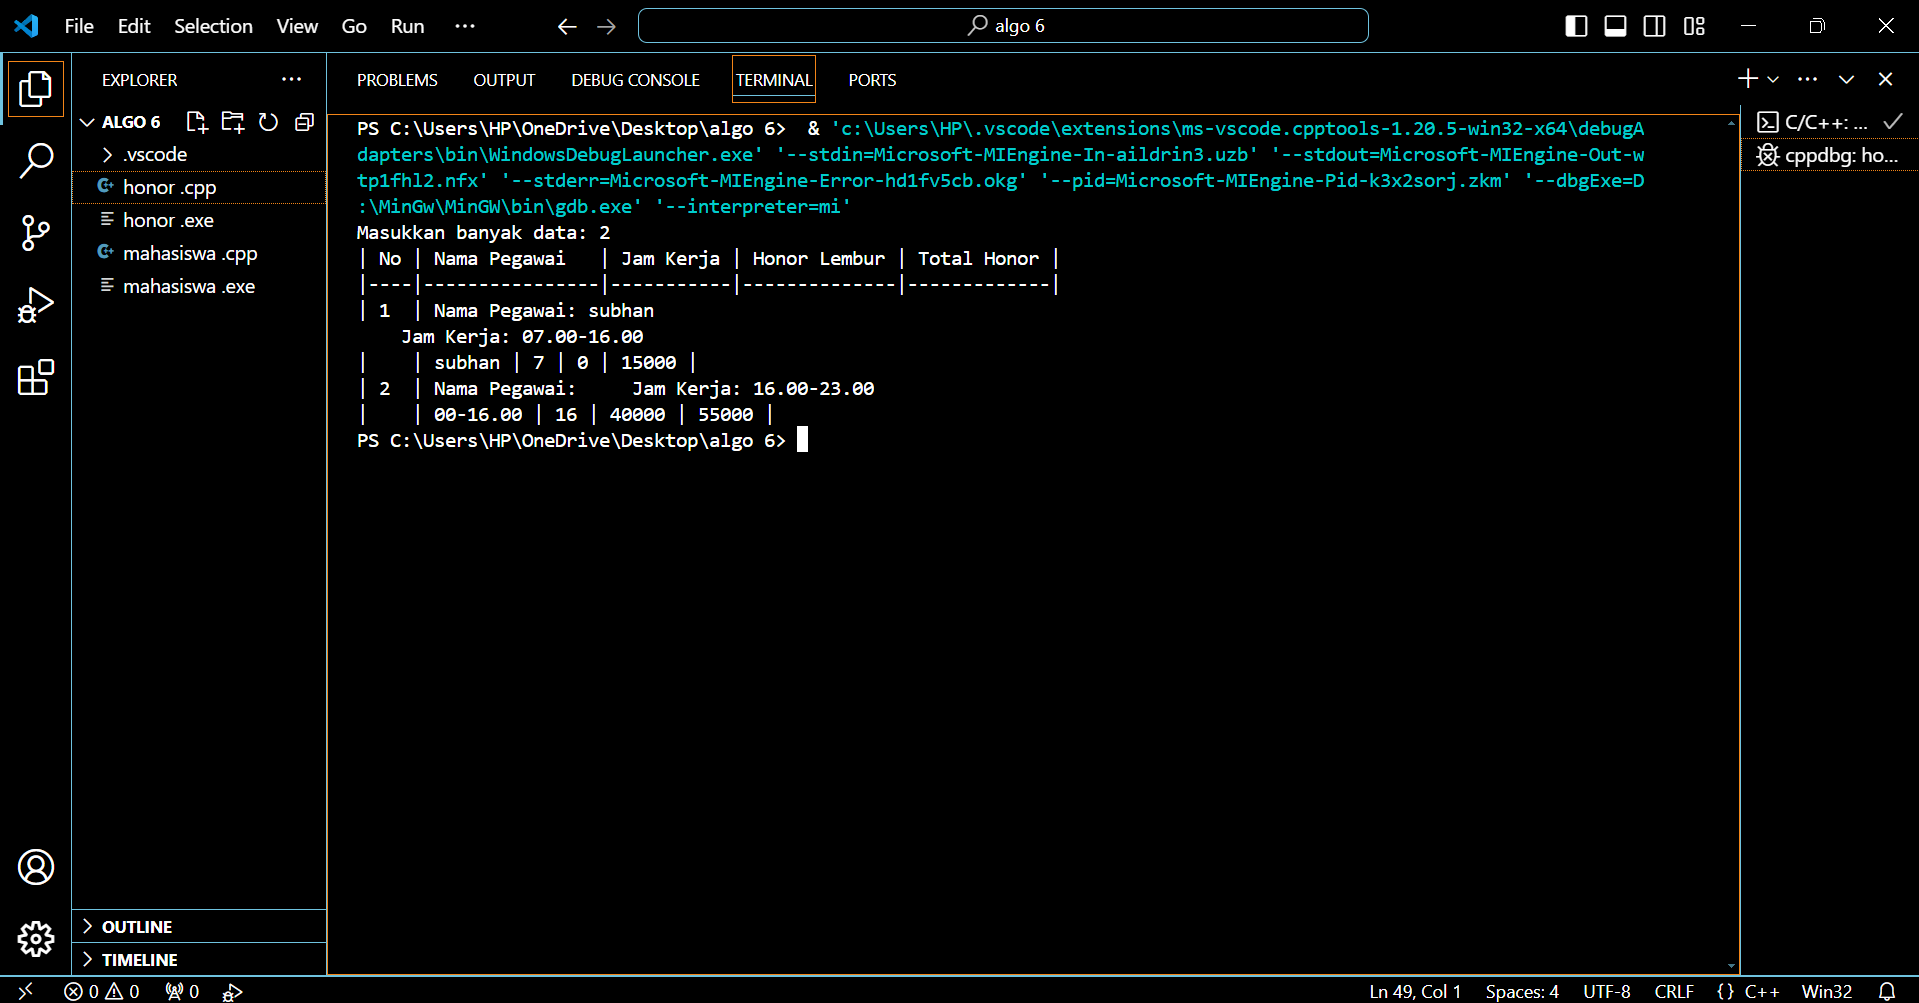 File Edit Selection View Go Run ··· algo 6
EXPLORER ···
ALGO 6
.vscode
honor .cpp
honor .exe
mahasiswa .cpp
mahasiswa .exe
OUTLINE
TIMELINE
PROBLEMS OUTPUT DEBUG CONSOLE TERMINAL PORTS
PS C:\Users\HP\OneDrive\Desktop\algo 6>  & 'c:\Users\HP\.vscode\extensions\ms-vscode.cpptools-1.20.5-win32-x64\debugA
dapters\bin\WindowsDebugLauncher.exe' '--stdin=Microsoft-MIEngine-In-aildrin3.uzb' '--stdout=Microsoft-MIEngine-Out-w
tp1fhl2.nfx' '--stderr=Microsoft-MIEngine-Error-hd1fv5cb.okg' '--pid=Microsoft-MIEngine-Pid-k3x2sorj.zkm' '--dbgExe=D
:\MinGw\MinGW\bin\gdb.exe' '--interpreter=mi'
Masukkan banyak data: 2
| No | Nama Pegawai   | Jam Kerja | Honor Lembur | Total Honor |
|----|----------------|-----------|--------------|-------------|
| 1  | Nama Pegawai: subhan
    Jam Kerja: 07.00-16.00
|    | subhan | 7 | 0 | 15000 |
| 2  | Nama Pegawai:     Jam Kerja: 16.00-23.00
|    | 00-16.00 | 16 | 40000 | 55000 |
PS C:\Users\HP\OneDrive\Desktop\algo 6>
C/C++: ...
cppdbg: ho...
0 0 0 Ln 49, Col 1 Spaces: 4 UTF-8 CRLF {} C++ Win32